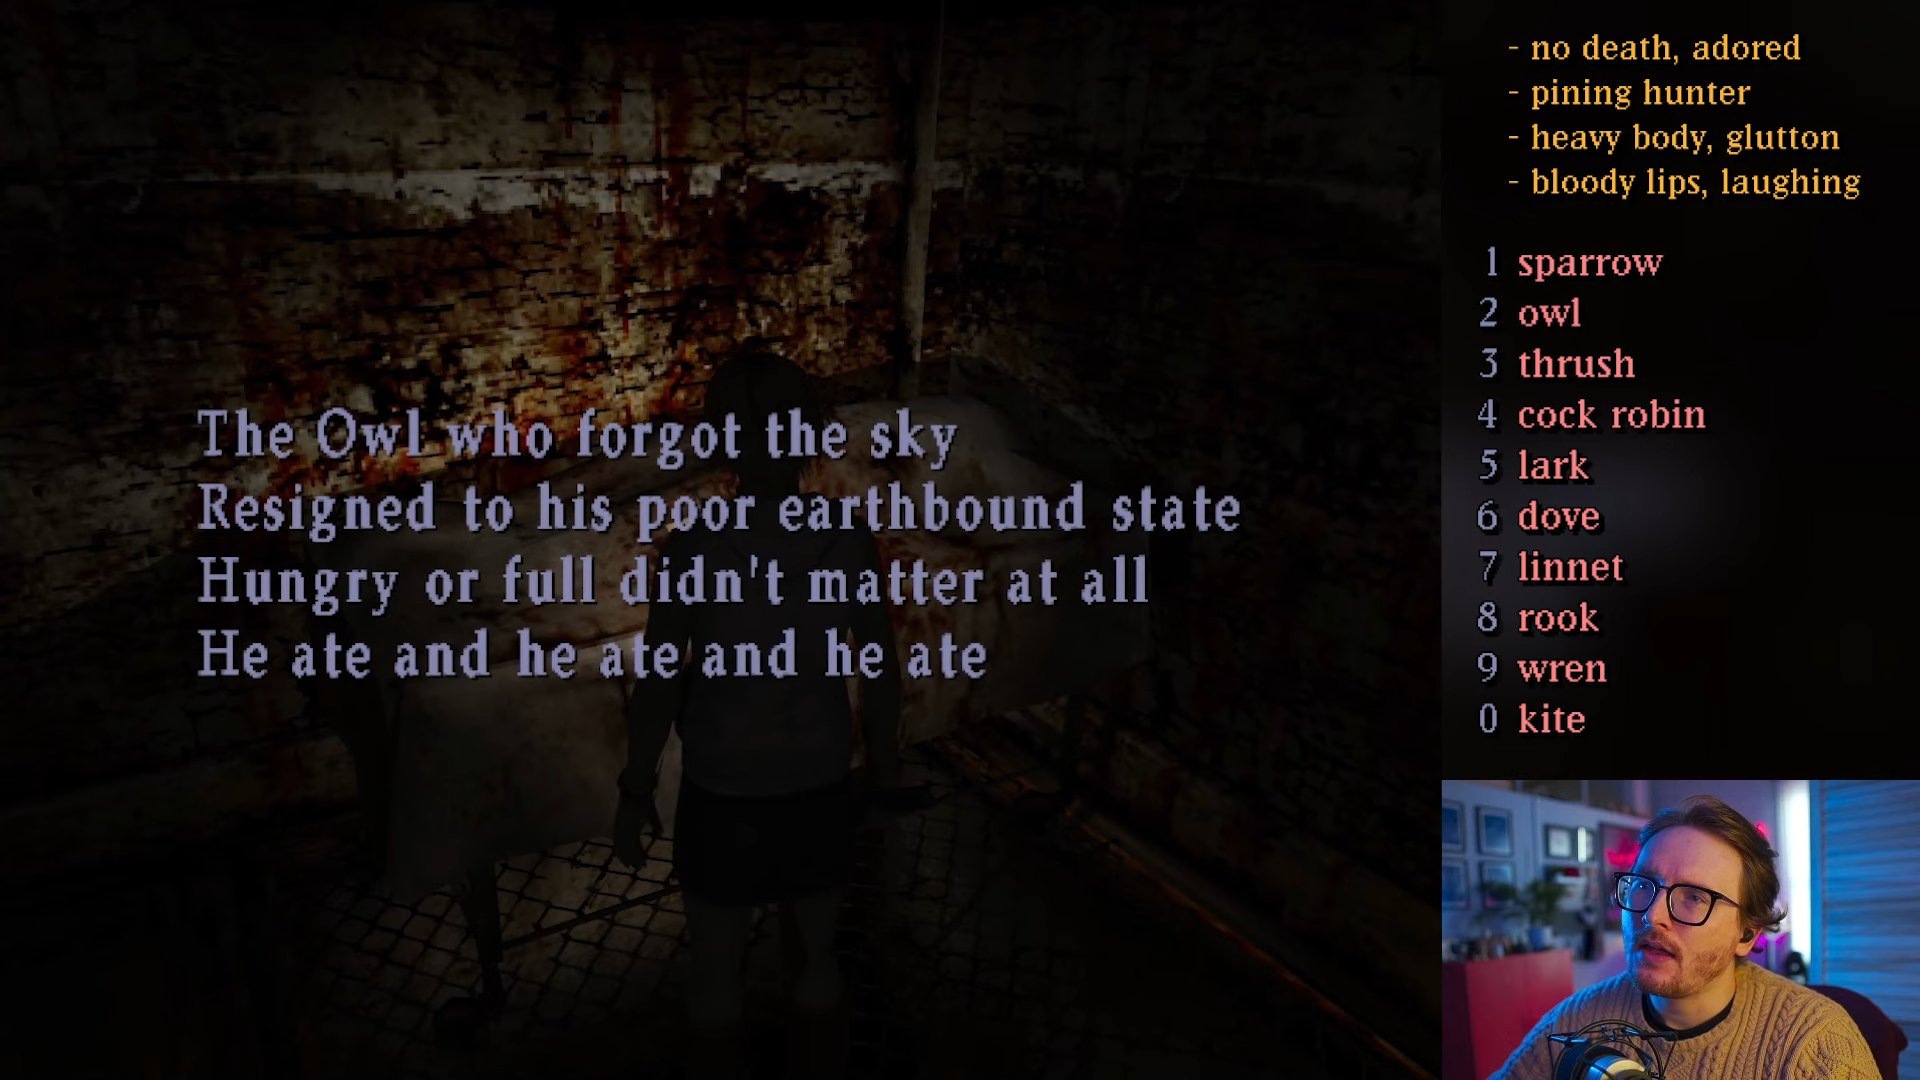 The Owl who forgot the sky
Resigned to his poor earthbound state
Hungry or full didn't matter at all
He ate and he ate and he ate
- no death, adored
- pining hunter
- heavy body, glutton
- bloody lips, laughing
1 sparrow
2 owl
3 thrush
4 cock robin
5 lark
6 dove
7 linnet
8 rook
9 wren
0 kite